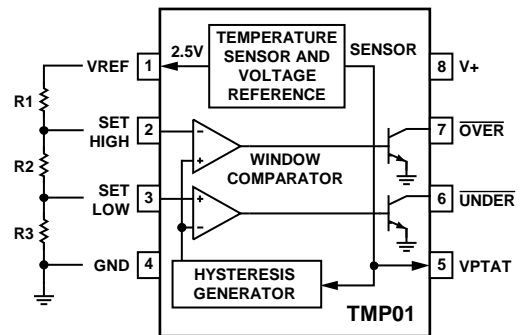 TEMPERATURE
SENSOR AND
VOLTAGE
REFERENCE
SENSOR
2.5V
VREF 1
8 V+
R1
SET
HIGH
2
−
+
7 OVER
WINDOW
COMPARATOR
R2
SET
LOW
3
+
−
6 UNDER
R3
GND 4
5 VPTAT
HYSTERESIS
GENERATOR
TMP01